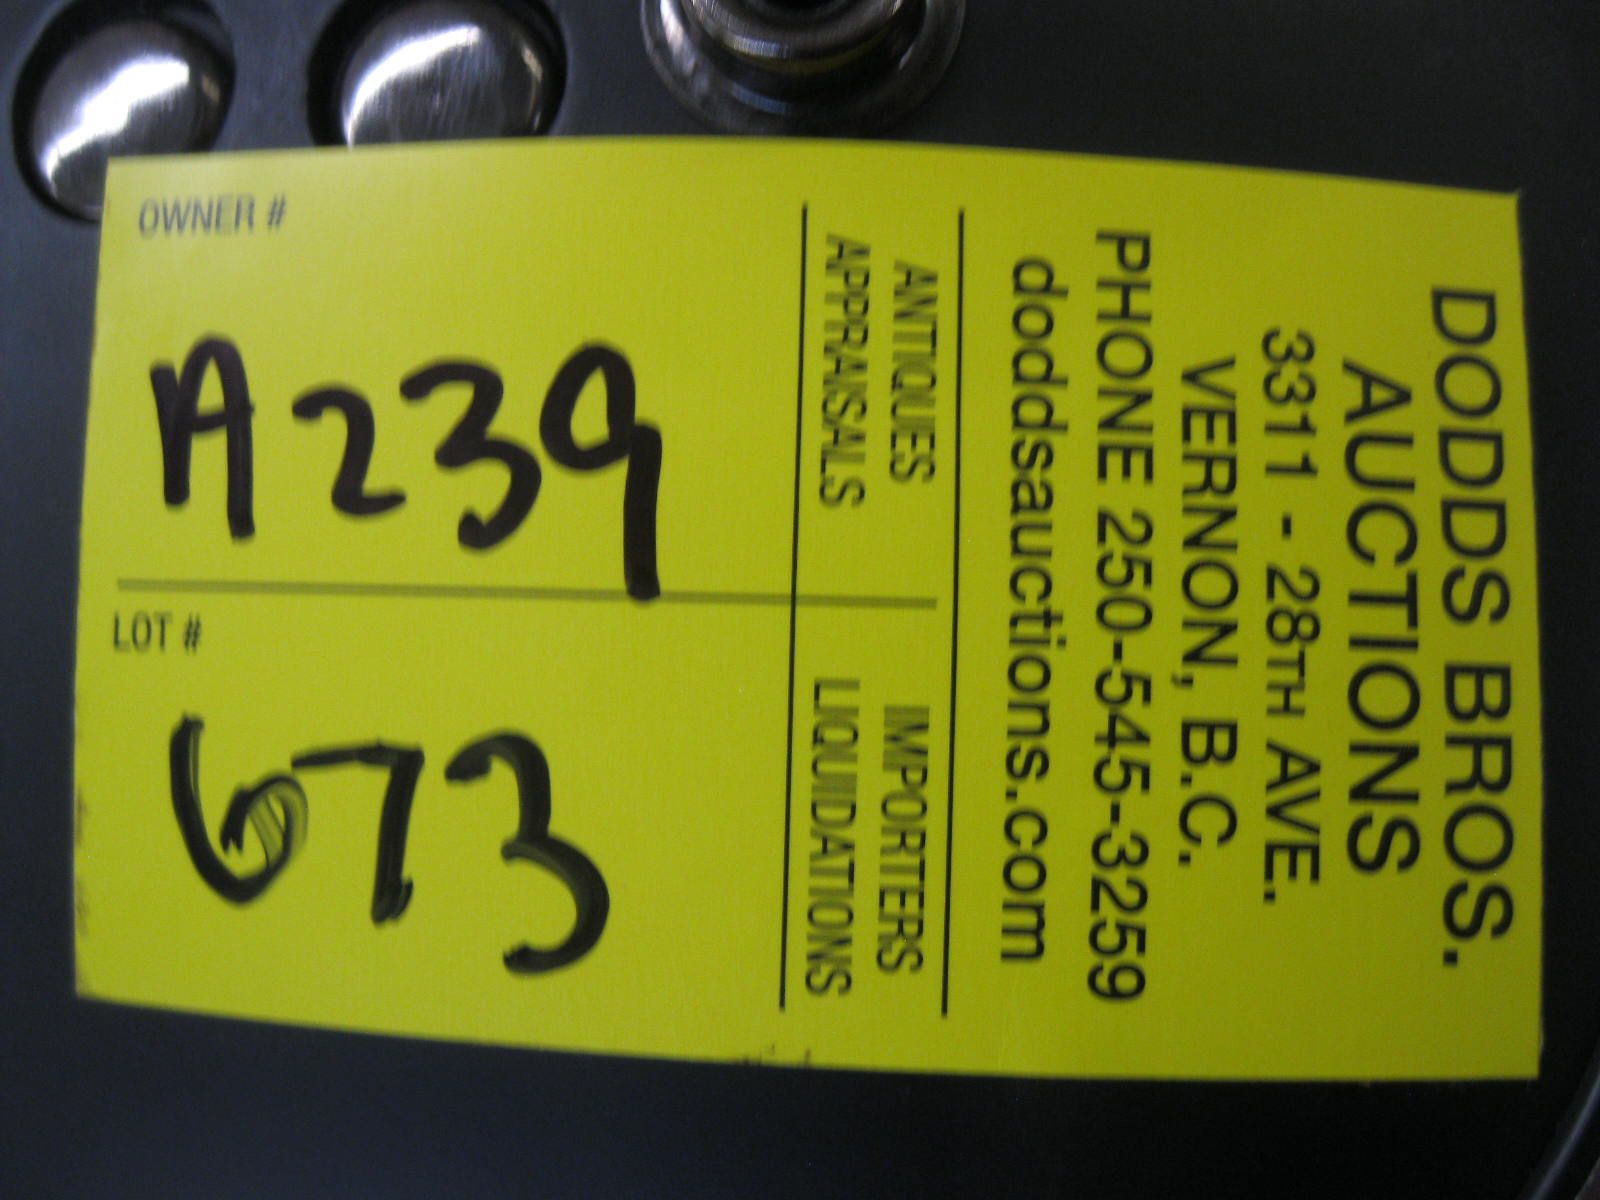 DODDS BROS.
AUCTIONS
3311 - 28TH AVE.
VERNON, B.C.
PHONE 250-545-3259
doddsauctions.com
ANTIQUES
APPRAISALS
IMPORTERS
LIQUIDATIONS
OWNER #
A239
LOT #
673